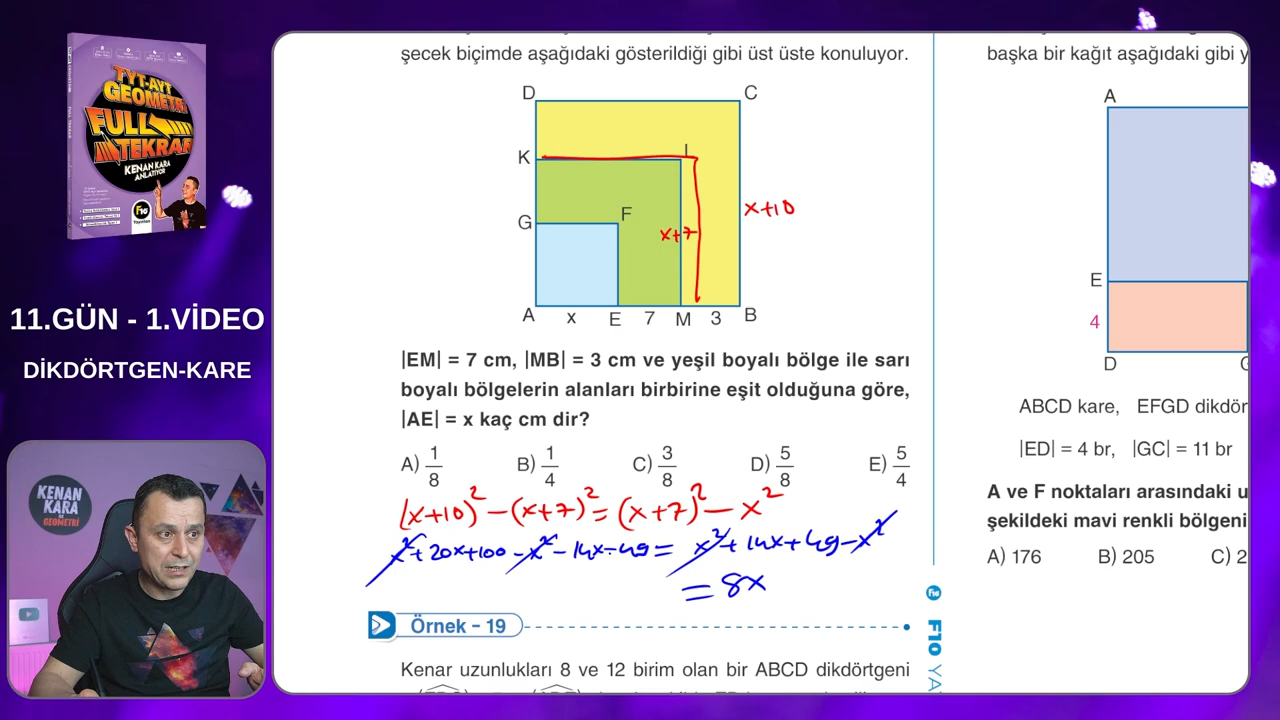 TYT-AYT
GEOMETRİ
FULL
TEKRAR
KENAN KARA
ANLATIYOR
F10
11.GÜN - 1.VİDEO
DİKDÖRTGEN-KARE
KENAN
KARA
GEOMETRİ
şecek biçimde aşağıdaki gösterildiği gibi üst üste konuluyor.
D C
K L
G F
x+7
x+10
A x E 7 M 3 B
|EM| = 7 cm, |MB| = 3 cm ve yeşil boyalı bölge ile sarı
boyalı bölgelerin alanları birbirine eşit olduğuna göre,
|AE| = x kaç cm dir?
A) 1/8 B) 1/4 C) 3/8 D) 5/8 E) 5/4
(x+10)² - (x+7)² = (x+7)² - x²
x²+20x+100-x²-14x-49= x²+14x+49-x²
= 8x
Örnek - 19
Kenar uzunlukları 8 ve 12 birim olan bir ABCD dikdörtgeni
F10
F10 YA
başka bir kağıt aşağıdaki gibi y
A
E
4
D
ABCD kare, EFGD dikdör
|ED| = 4 br, |GC| = 11 br
A ve F noktaları arasındaki u
şekildeki mavi renkli bölgeni
A) 176 B) 205 C) 2